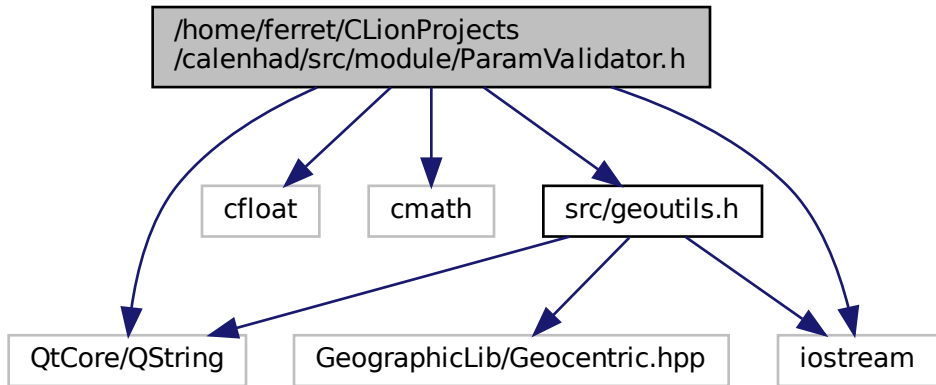 /home/ferret/CLionProjects
/calenhad/src/module/ParamValidator.h
cfloat
cmath
src/geoutils.h
QtCore/QString
GeographicLib/Geocentric.hpp
iostream